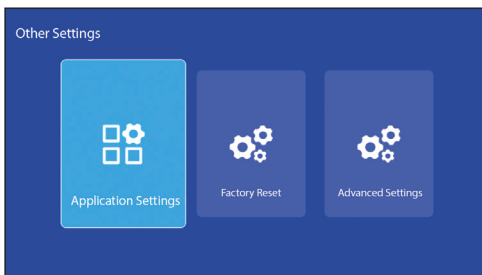 Other Settings
Application Settings
Factory Reset
Advanced Settings